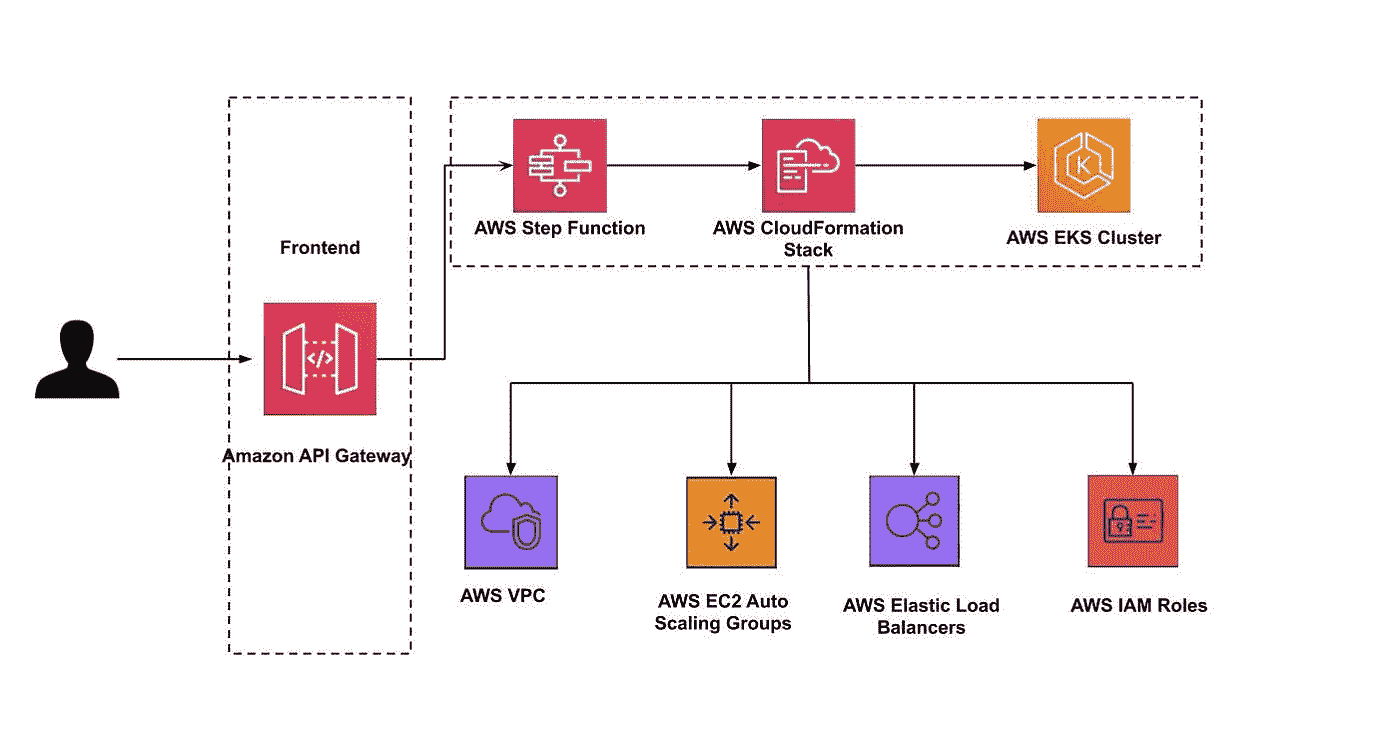 Frontend
Amazon API Gateway
AWS Step Function
AWS CloudFormation
Stack
AWS EKS Cluster
AWS VPC
AWS EC2 Auto
Scaling Groups
AWS Elastic Load
Balancers
AWS IAM Roles